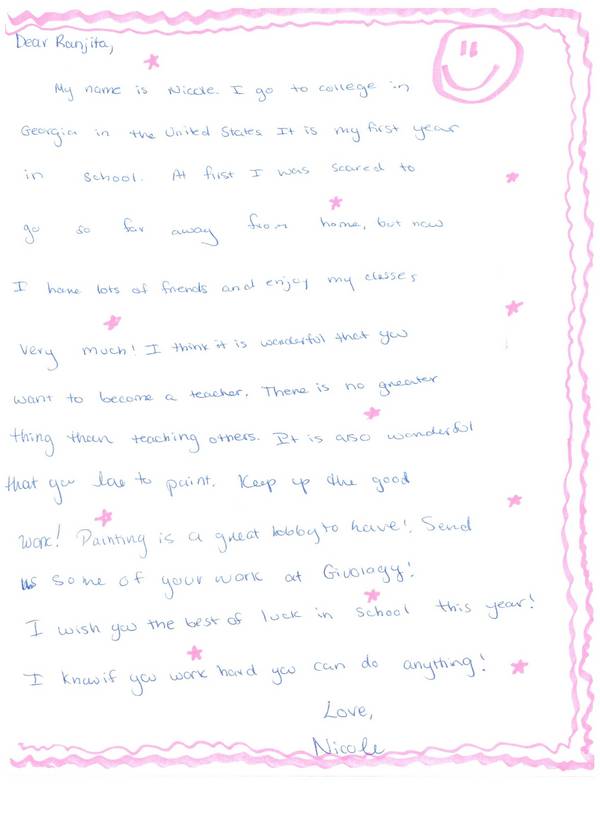 Dear Ranjita,
My name is Nicole. I go to college in
Georgia in the United States. It is my first year
in school. At first I was scared to
go so far away from home, but now
I have lots of friends and enjoy my classes
very much! I think it is wonderful that you
want to become a teacher. There is no greater
thing than teaching others. It is also wonderful
that you love to paint. Keep up the good
work! Painting is a great hobby to have! Send
us some of your work at Givology!
I wish you the best of luck in school this year!
I know if you work hard you can do anything!
Love,
Nicole